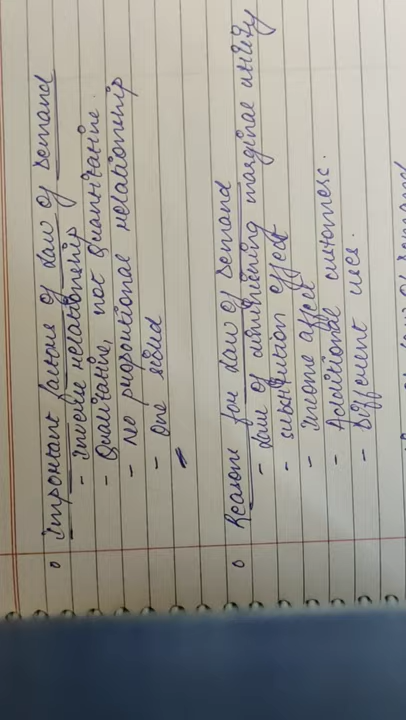 o Important factors of Law of Demand
- Inverse relationship
- Qualitative, not Quantitative.
- No proportional relationship
- One sided
o Reasons for Law of Demand
- Law of diminishing marginal utility
- substitution effect
- Income effect
- Additional customers.
- Different uses.